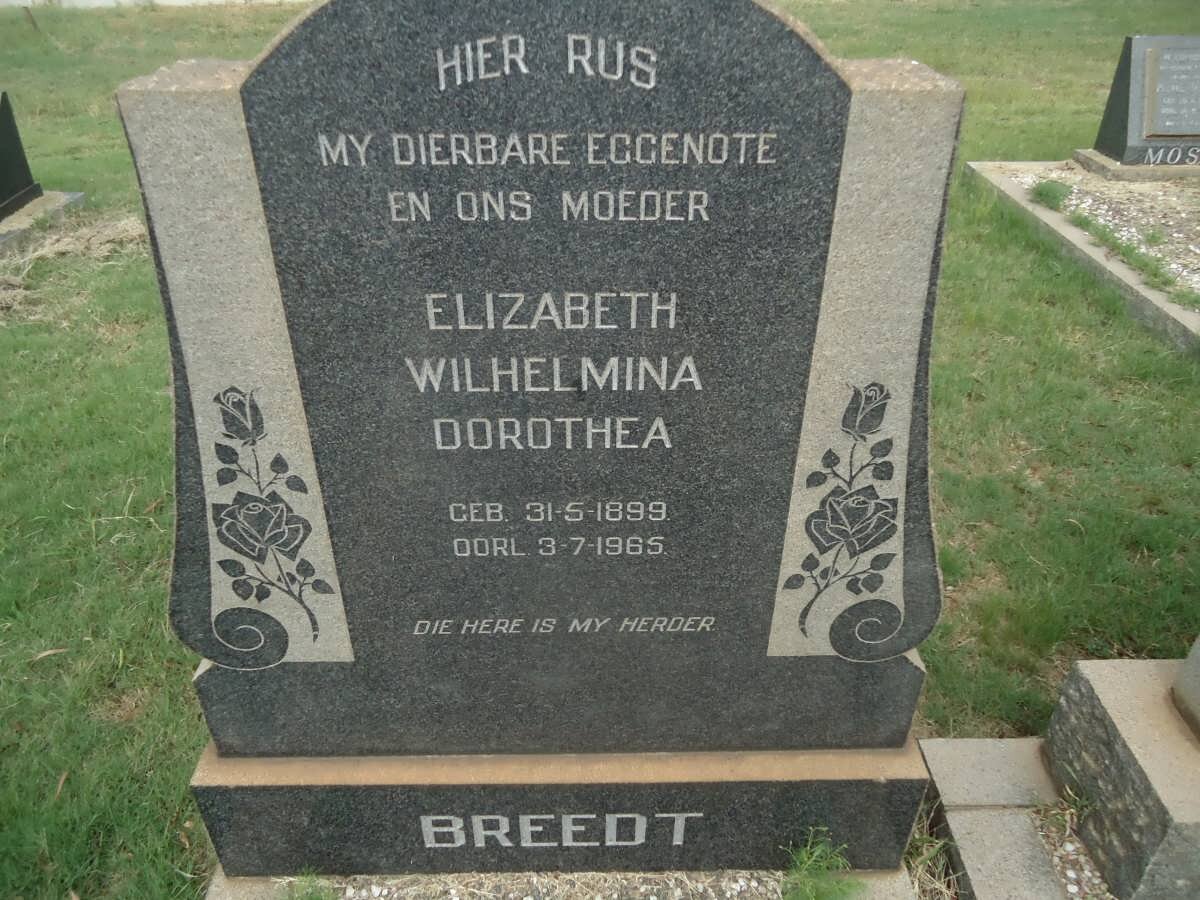 HIER RUS
MY DIERBARE EGGENOTE
EN ONS MOEDER
ELIZABETH
WILHELMINA
DOROTHEA
GEB. 31-5-1899.
OORL 3-7-1965.
DIE HERE IS MY HERDER.
BREEDT
MOS